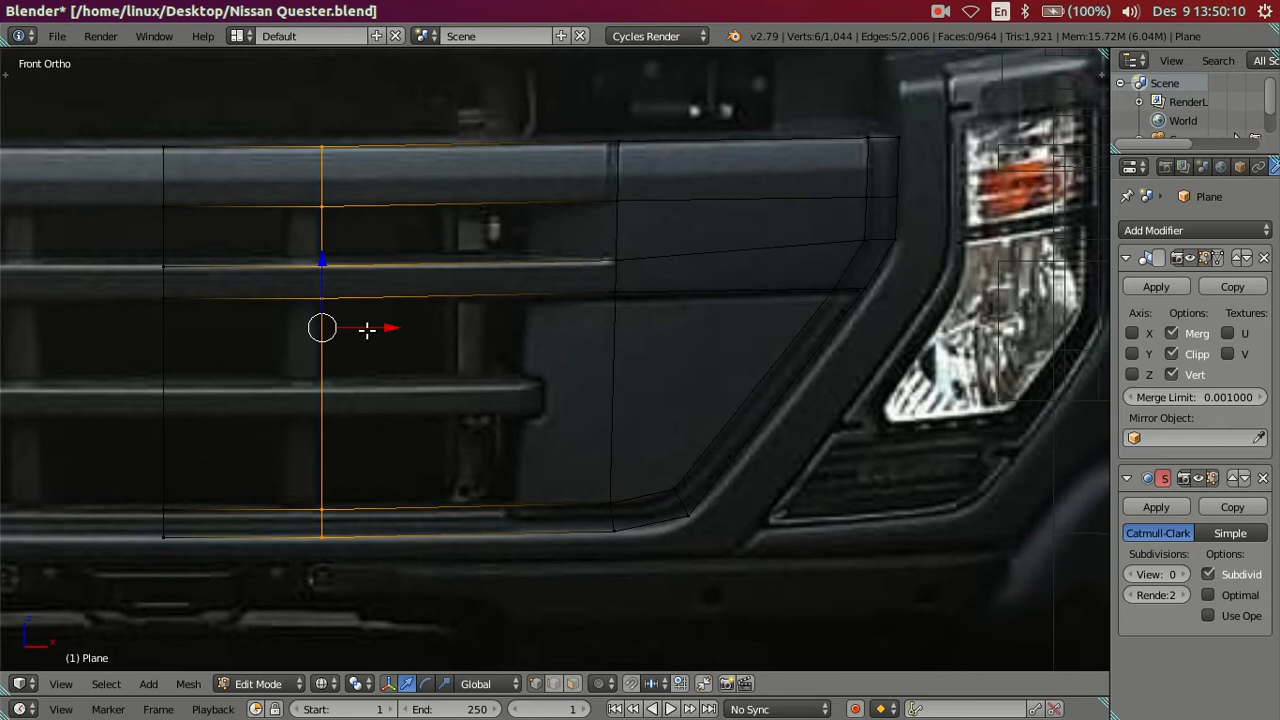 Blender* [/home/linux/Desktop/Nissan Quester.blend]
En (100%) Des 9 13:50:10
File Render Window Help Default Scene Cycles Render v2.79 | Verts:6/1,044 | Edges:5/2,006 | Faces:0/964 | Tris:1,921 | Mem:15.72M (6.04M) | Plane
Front Ortho
View Search All Sc
Scene
RenderL
World
Plane
Add Modifier
Apply Copy
Axis: Options: Textures:
X Merg U
Y Clipp V
Z Vert
Merge Limit: 0.001000
Mirror Object:
S
Apply Copy
Catmull-Clark Simple
Subdivisions: Options:
View: 0 Subdivid
Rende:2 Optimal
Use Ope
z
x
(1) Plane
View Select Add Mesh Edit Mode Global
View Marker Frame Playback Start: 1 End: 250 1 No Sync